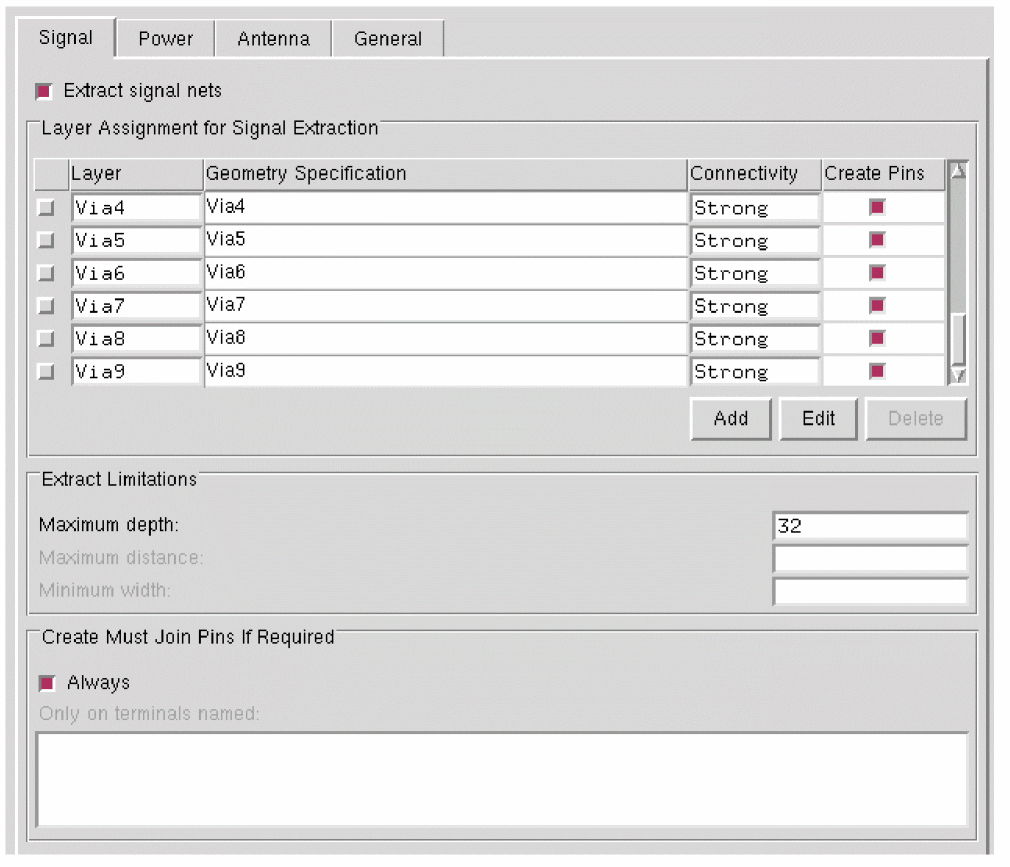 Signal Power Antenna General
Extract signal nets
Layer Assignment for Signal Extraction
Layer Geometry Specification Connectivity Create Pins
Via4 Via4 Strong
Via5 Via5 Strong
Via6 Via6 Strong
Via7 Via7 Strong
Via8 Via8 Strong
Via9 Via9 Strong
Add Edit Delete
Extract Limitations
Maximum depth: 32
Maximum distance:
Minimum width:
Create Must Join Pins If Required
Always
Only on terminals named: